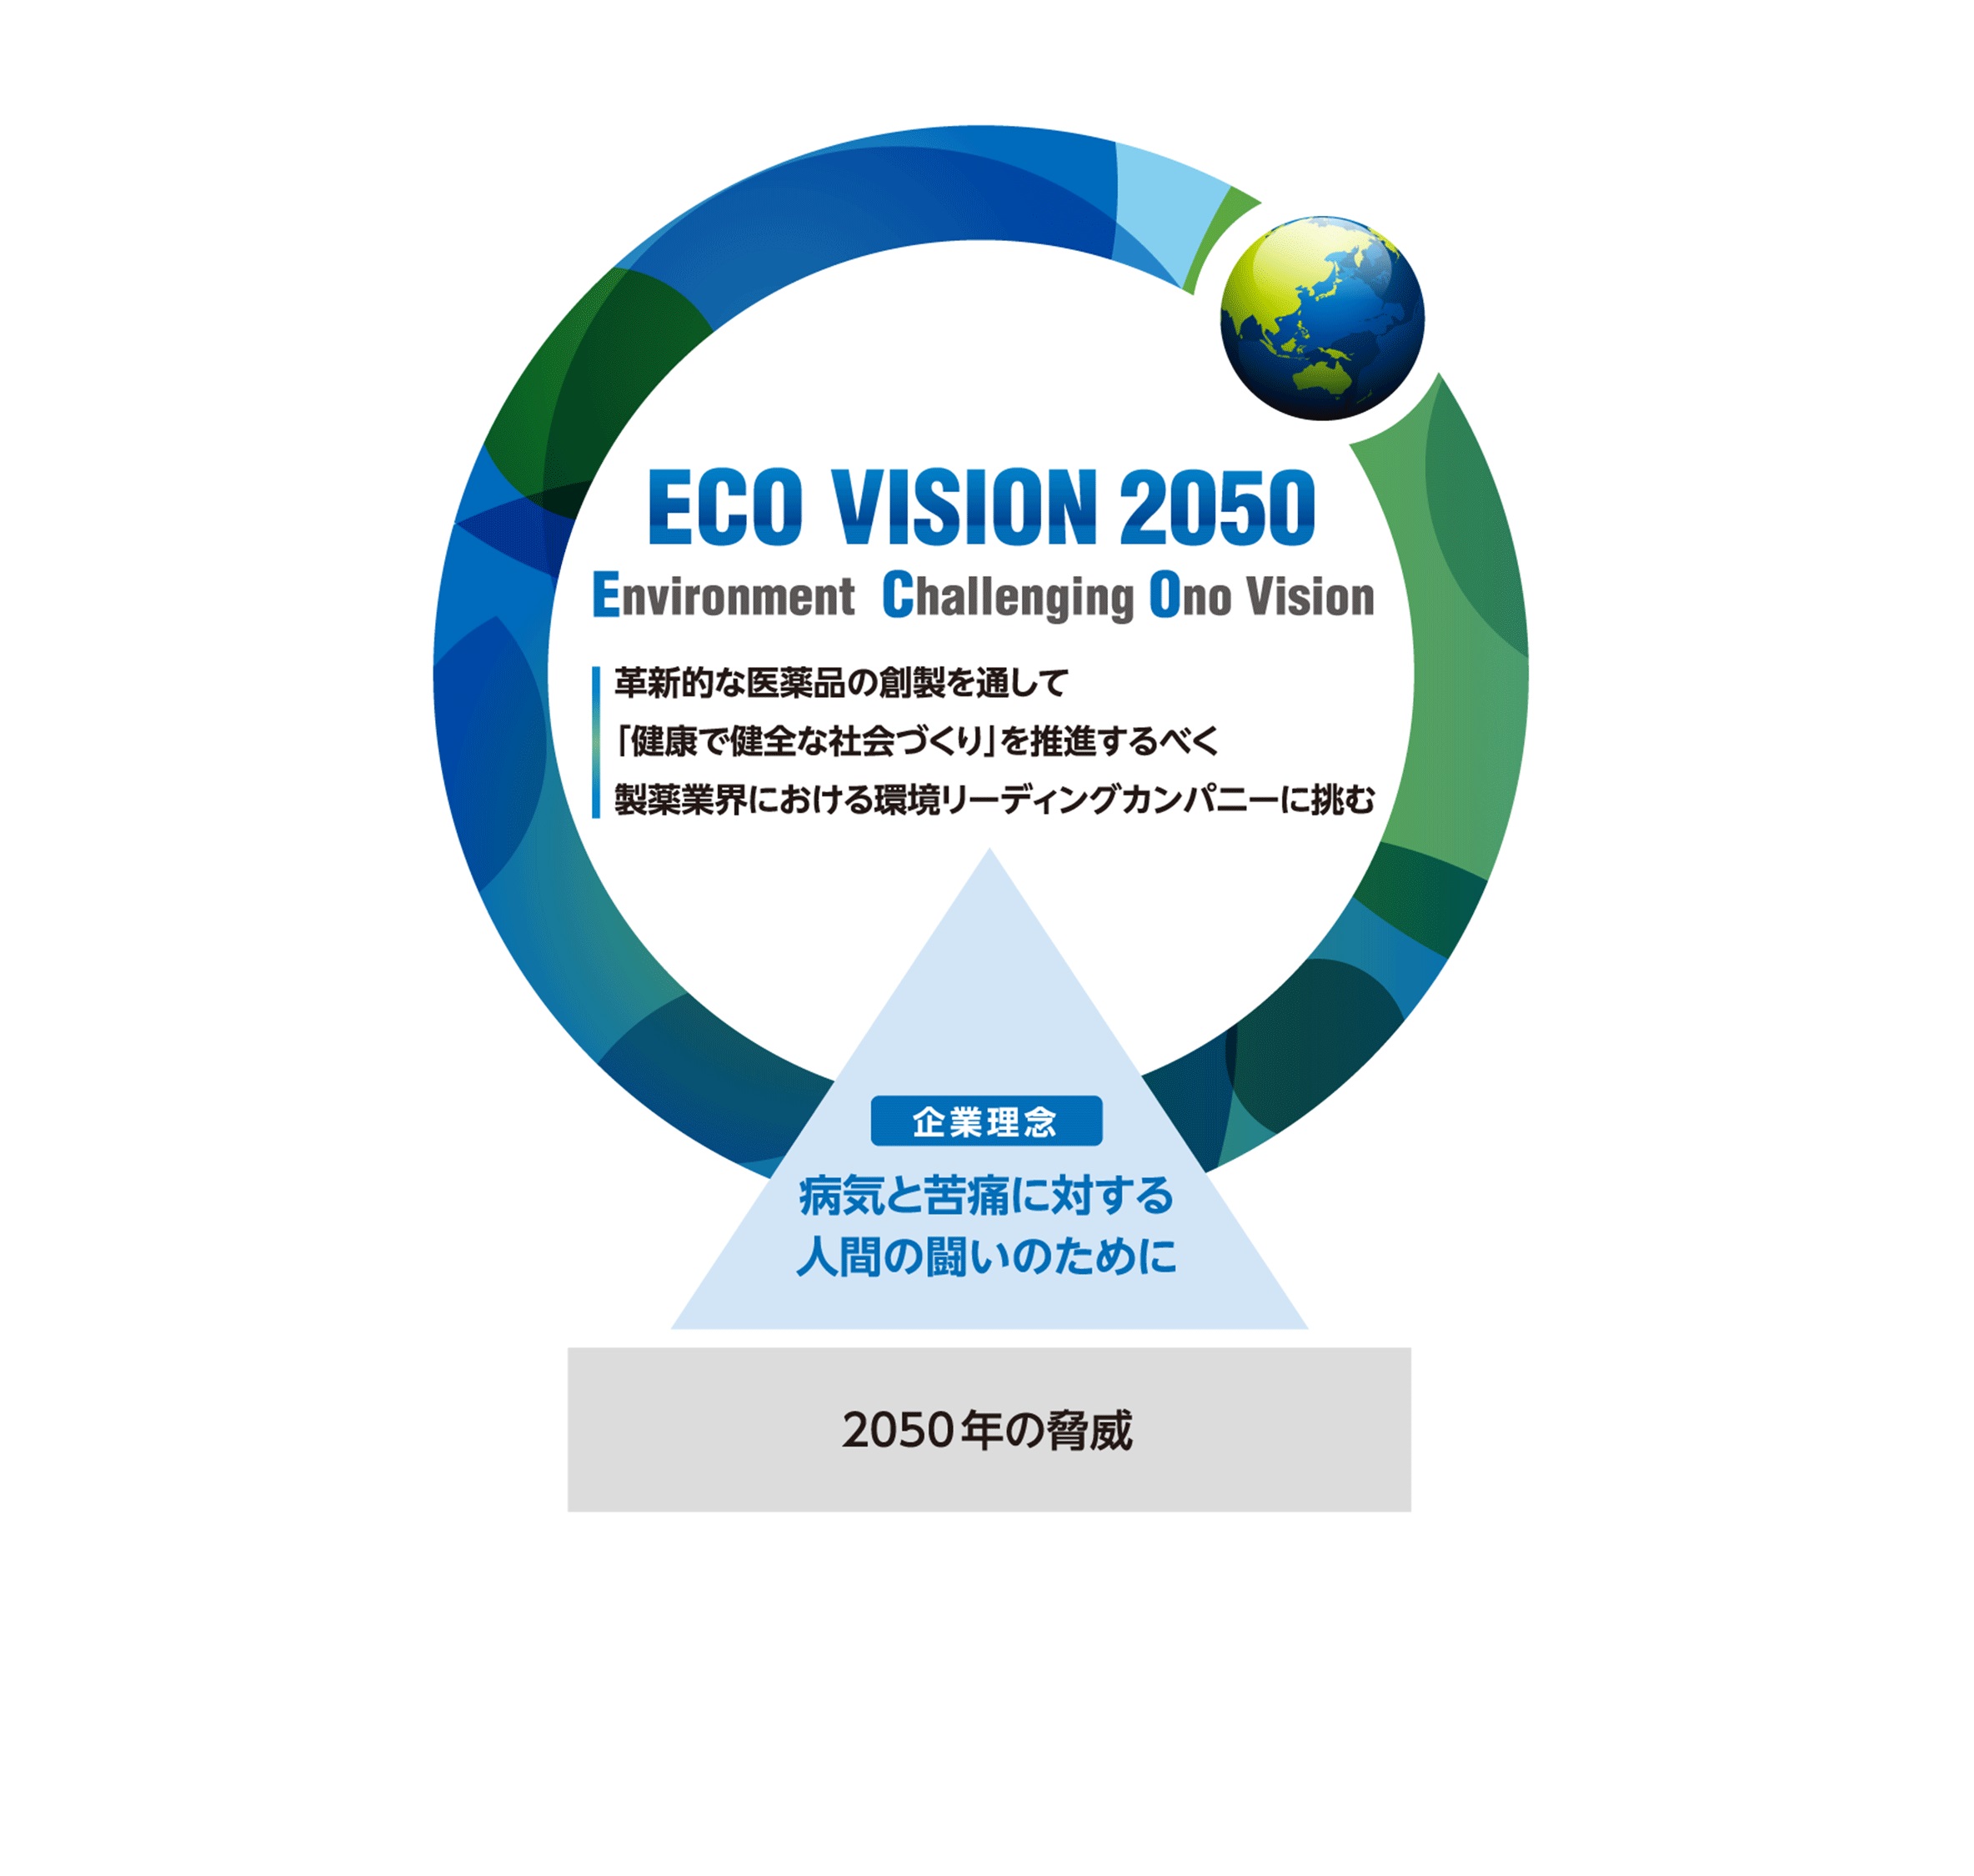 ECO VISION 2050
Environment Challenging Ono Vision
革新的な医薬品の創製を通して
「健康で健全な社会づくり」を推進するべく
製薬業界における環境リーディングカンパニーに挑む
企業理念
病気と苦痛に対する
人間の闘いのために
2050年の脅威